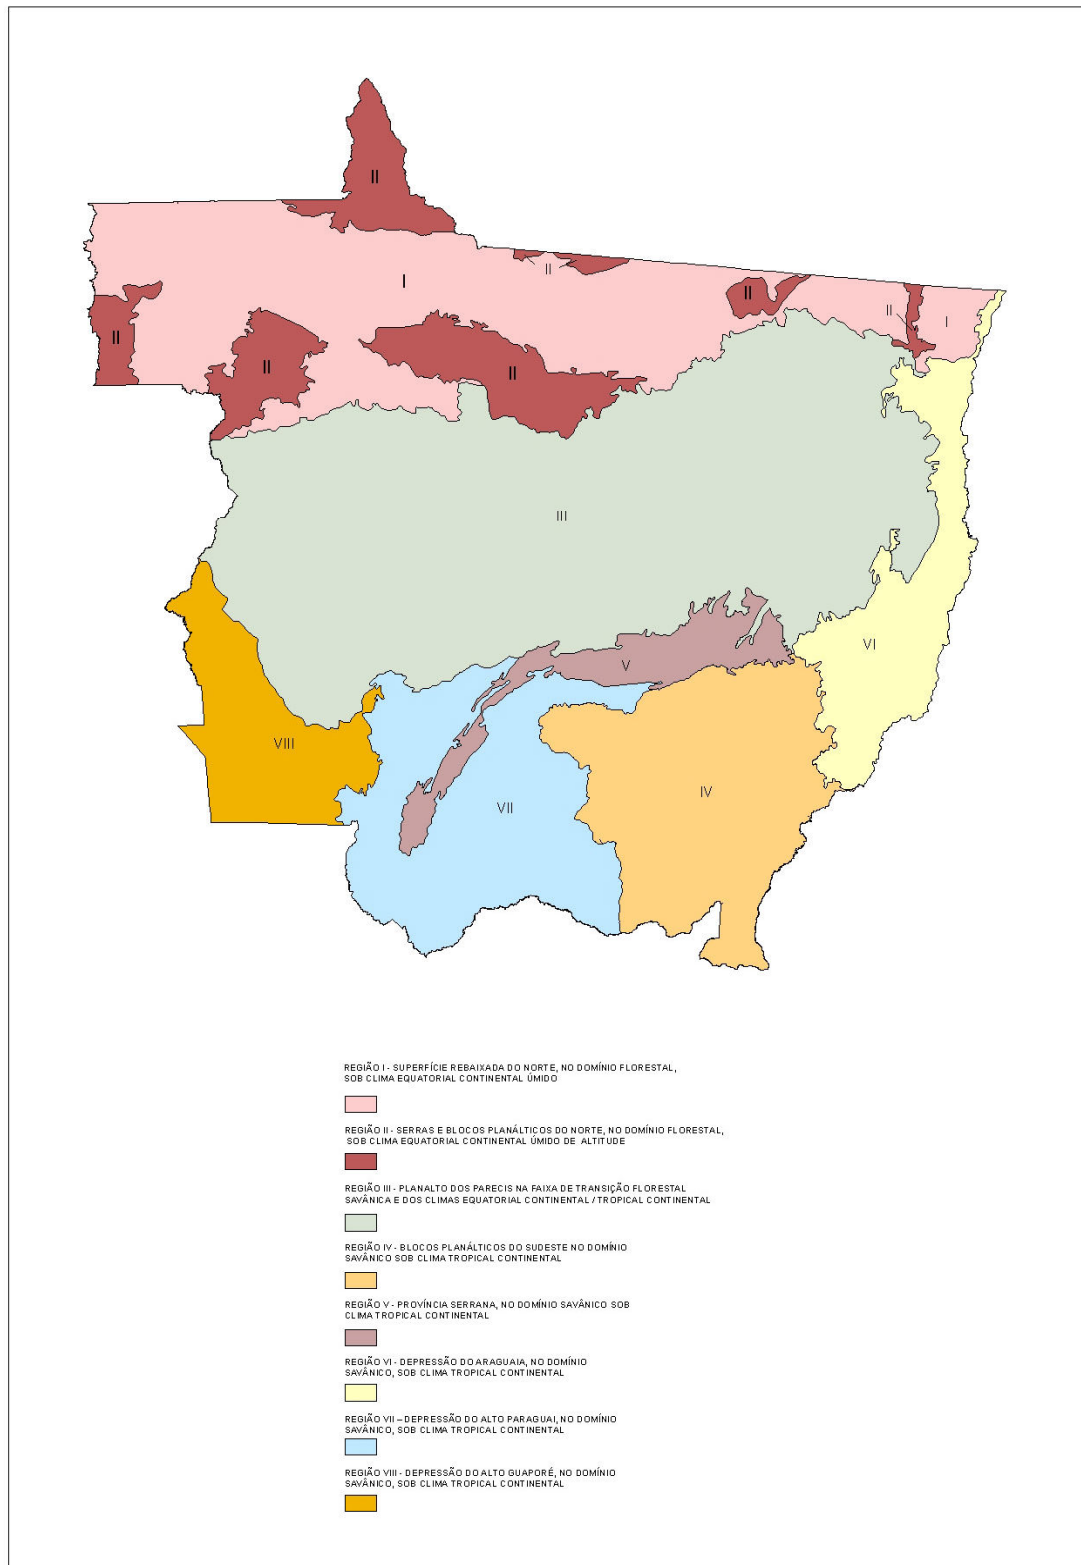 II
II
I
II
I
II
II
II
II
III
V
VI
VIII
VII
IV
REGIÃO I - SUPERFÍCIE REBAIXADA DO NORTE, NO DOMÍNIO FLORESTAL,
SOB CLIMA EQUATORIAL CONTINENTAL ÚMIDO
REGIÃO II - SERRAS E BLOCOS PLANÁLTICOS DO NORTE, NO DOMÍNIO FLORESTAL,
SOB CLIMA EQUATORIAL CONTINENTAL ÚMIDO DE ALTITUDE
REGIÃO III - PLANALTO DOS PARECIS NA FAIXA DE TRANSIÇÃO FLORESTAL
SAVÂNICA E DOS CLIMAS EQUATORIAL CONTINENTAL / TROPICAL CONTINENTAL
REGIÃO IV - BLOCOS PLANÁLTICOS DO SUDESTE NO DOMÍNIO
SAVÂNICO SOB CLIMA TROPICAL CONTINENTAL
REGIÃO V - PROVÍNCIA SERRANA, NO DOMÍNIO SAVÂNICO SOB
CLIMA TROPICAL CONTINENTAL
REGIÃO VI - DEPRESSÃO DO ARAGUAIA, NO DOMÍNIO
SAVÂNICO, SOB CLIMA TROPICAL CONTINENTAL
REGIÃO VII – DEPRESSÃO DO ALTO PARAGUAI, NO DOMÍNIO
SAVÂNICO, SOB CLIMA TROPICAL CONTINENTAL
REGIÃO VIII - DEPRESSÃO DO ALTO GUAPORÉ, NO DOMÍNIO
SAVÂNICO, SOB CLIMA TROPICAL CONTINENTAL